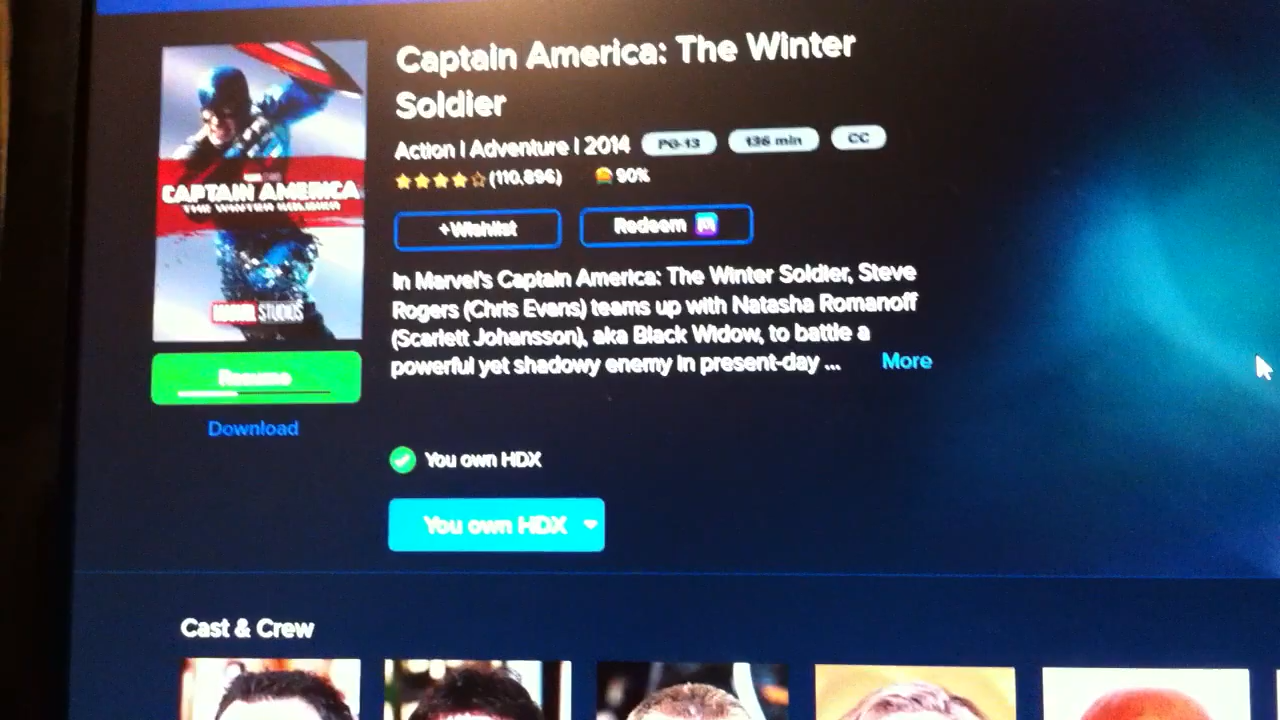 Captain America: The Winter
Soldier
Action | Adventure | 2014 PG-13 136 min CC
(110,896) 90%
+Wishlist Redeem m
In Marvel's Captain America: The Winter Soldier, Steve
Rogers (Chris Evans) teams up with Natasha Romanoff
(Scarlett Johansson), aka Black Widow, to battle a
powerful yet shadowy enemy in present-day ... More
CAPTAIN AMERICA
THE WINTER SOLDIER
MARVEL STUDIOS
Resume
Download
You own HDX
You own HDX
Cast & Crew